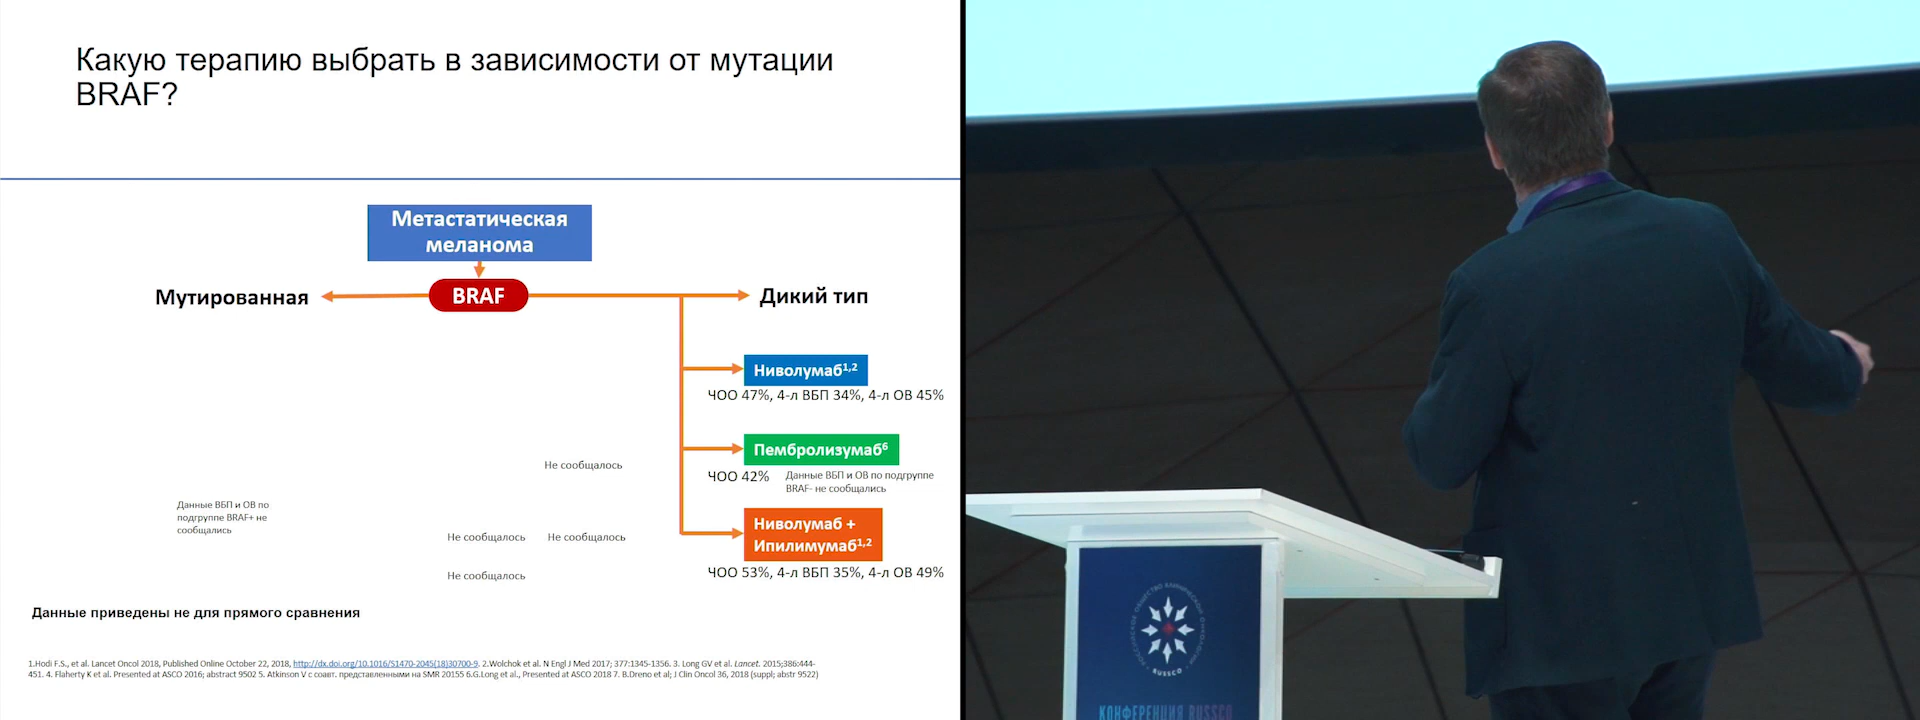 Какую терапию выбрать в зависимости от мутации
BRAF?
Метастатическая
меланома
Мутированная
BRAF
Дикий тип
Ниволумаб1,2
ЧОО 47%, 4-л ВБП 34%, 4-л ОВ 45%
Не сообщалось
Пембролизумаб6
ЧОО 42%
Данные ВБП и ОВ по подгруппе
BRAF- не сообщались
Данные ВБП и ОВ по
подгруппе BRAF+ не
сообщались
Не сообщалось
Не сообщалось
Ниволумаб +
Ипилимумаб1,2
ЧОО 53%, 4-л ВБП 35%, 4-л ОВ 49%
Не сообщалось
Данные приведены не для прямого сравнения
1.Hodi F.S., et al. Lancet Oncol 2018, Published Online October 22, 2018, http://dx.doi.org/10.1016/S1470-2045(18)30700-9. 2.Wolchok et al. N Engl J Med 2017; 377:1345-1356. 3. Long GV et al. Lancet. 2015;386:444-
451. 4. Flaherty K et al. Presented at ASCO 2016; abstract 9502 5. Atkinson V с соавт. представленными на SMR 20155 6.G.Long et al., Presented at ASCO 2018 7. B.Dreno et al; J Clin Oncol 36, 2018 (suppl; abstr 9522)
РОССИЙСКОЕ ОБЩЕСТВО КЛИНИЧЕСКОЙ ОНКОЛОГИИ
RUSSCO
КОНФЕРЕНЦИЯ RUSSCO